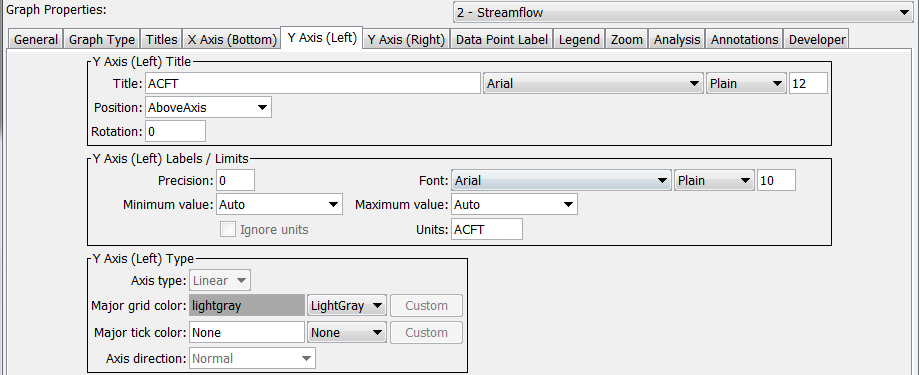 Graph Properties: 2 - Streamflow
General Graph Type Titles X Axis (Bottom) Y Axis (Left) Y Axis (Right) Data Point Label Legend Zoom Analysis Annotations Developer
Y Axis (Left) Title
Title: ACFT Arial Plain 12
Position: AboveAxis
Rotation: 0
Y Axis (Left) Labels / Limits
Precision: 0 Font: Arial Plain 10
Minimum value: Auto Maximum value: Auto
Ignore units Units: ACFT
Y Axis (Left) Type
Axis type: Linear
Major grid color: lightgray LightGray Custom
Major tick color: None None Custom
Axis direction: Normal